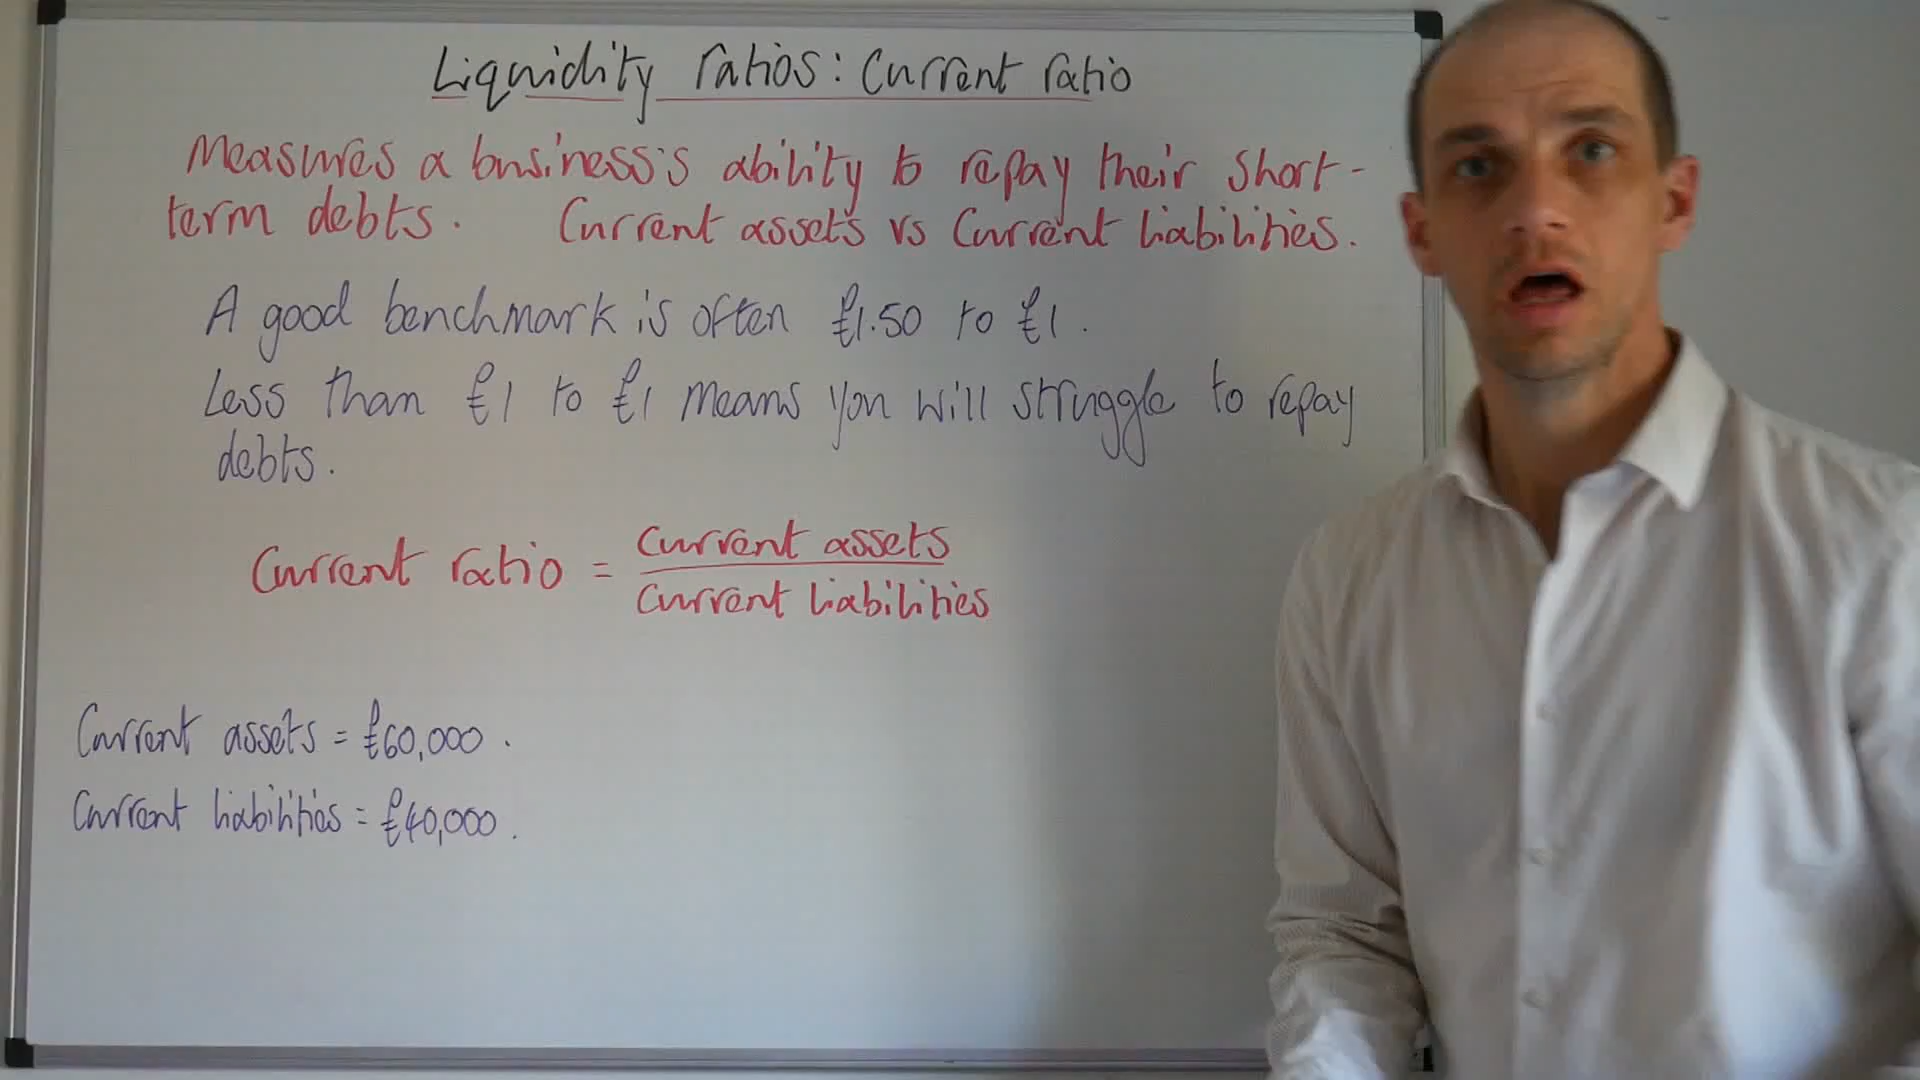 Liquidity ratios: Current ratio
Measures a business's ability to repay their short-
term debts. Current assets vs Current liabilities.
A good benchmark is often £1.50 to £1.
Less than £1 to £1 means you will struggle to repay
debts.
Current ratio = Current assets
Current liabilities
Current assets = £60,000.
Current liabilities = £40,000.